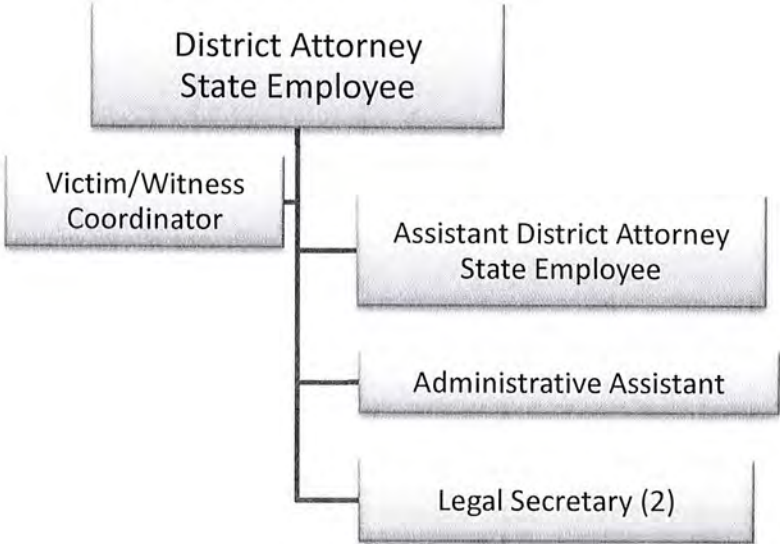 District Attorney
State Employee
Victim/Witness
Coordinator
Assistant District Attorney
State Employee
Administrative Assistant
Legal Secretary (2)